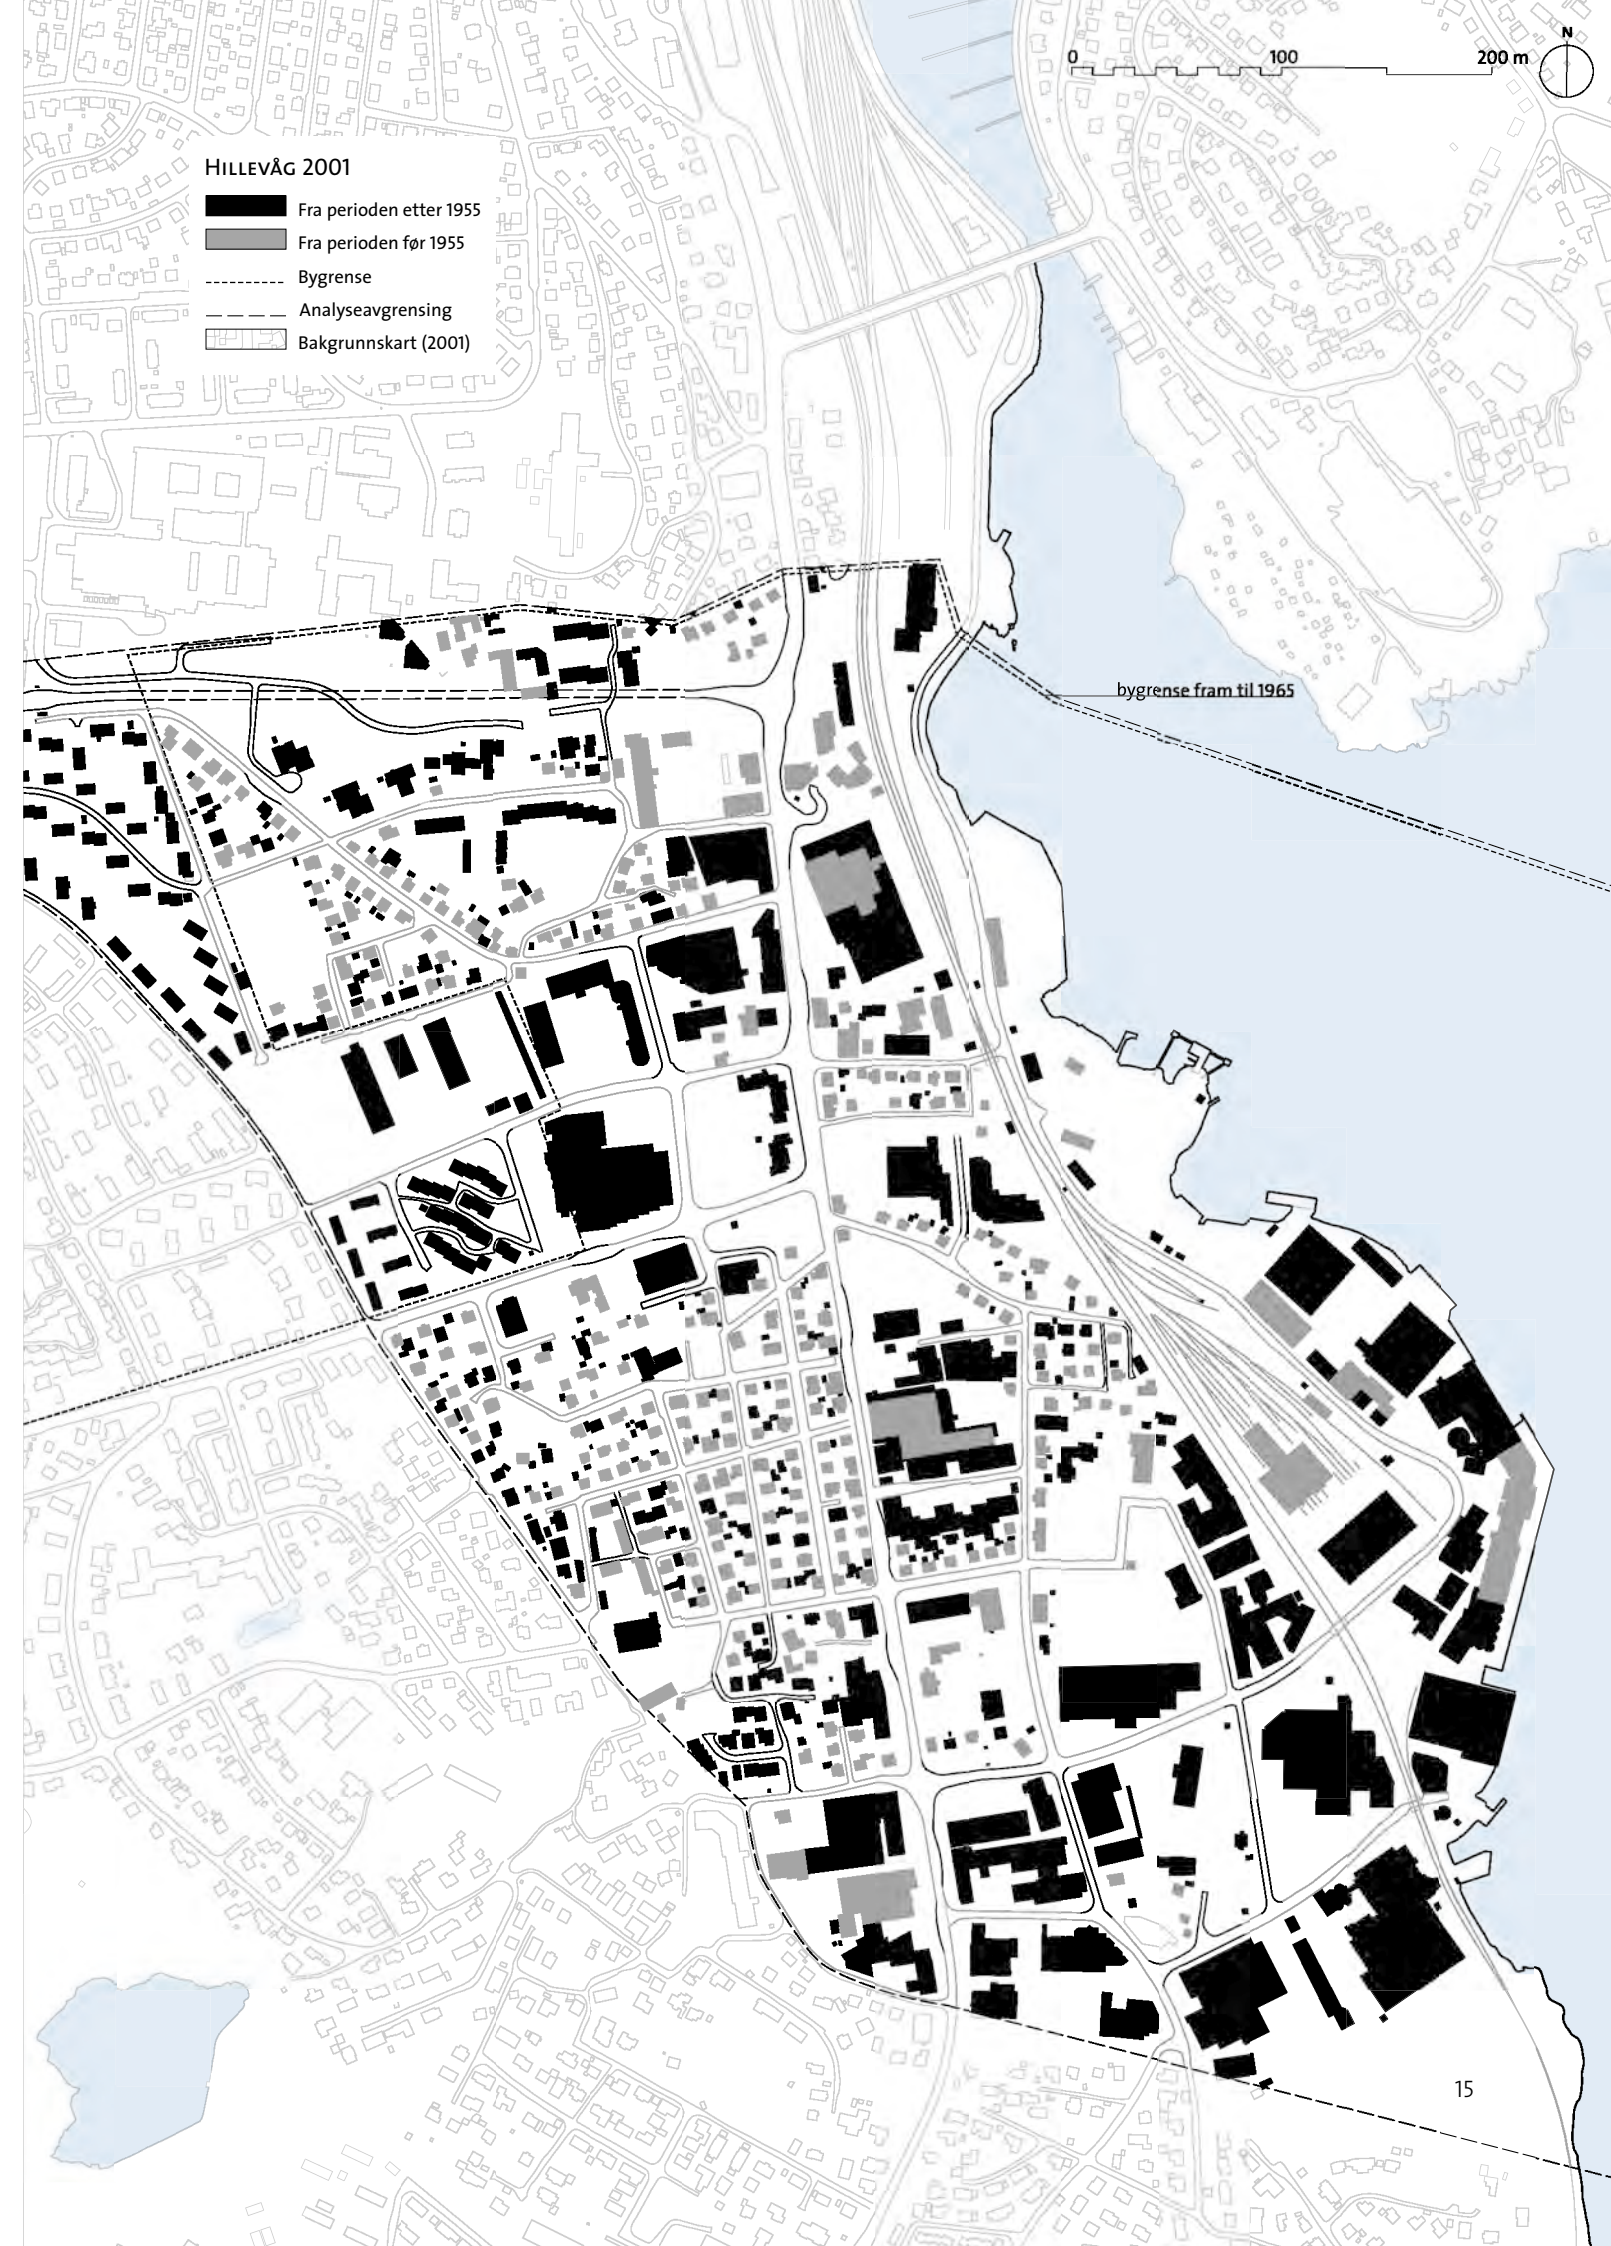 N
0 100 200 m
HILLEVÅG 2001
Fra perioden etter 1955
Fra perioden før 1955
Bygrense
Analyseavgrensing
Bakgrunnskart (2001)
bygrense fram til 1965
15